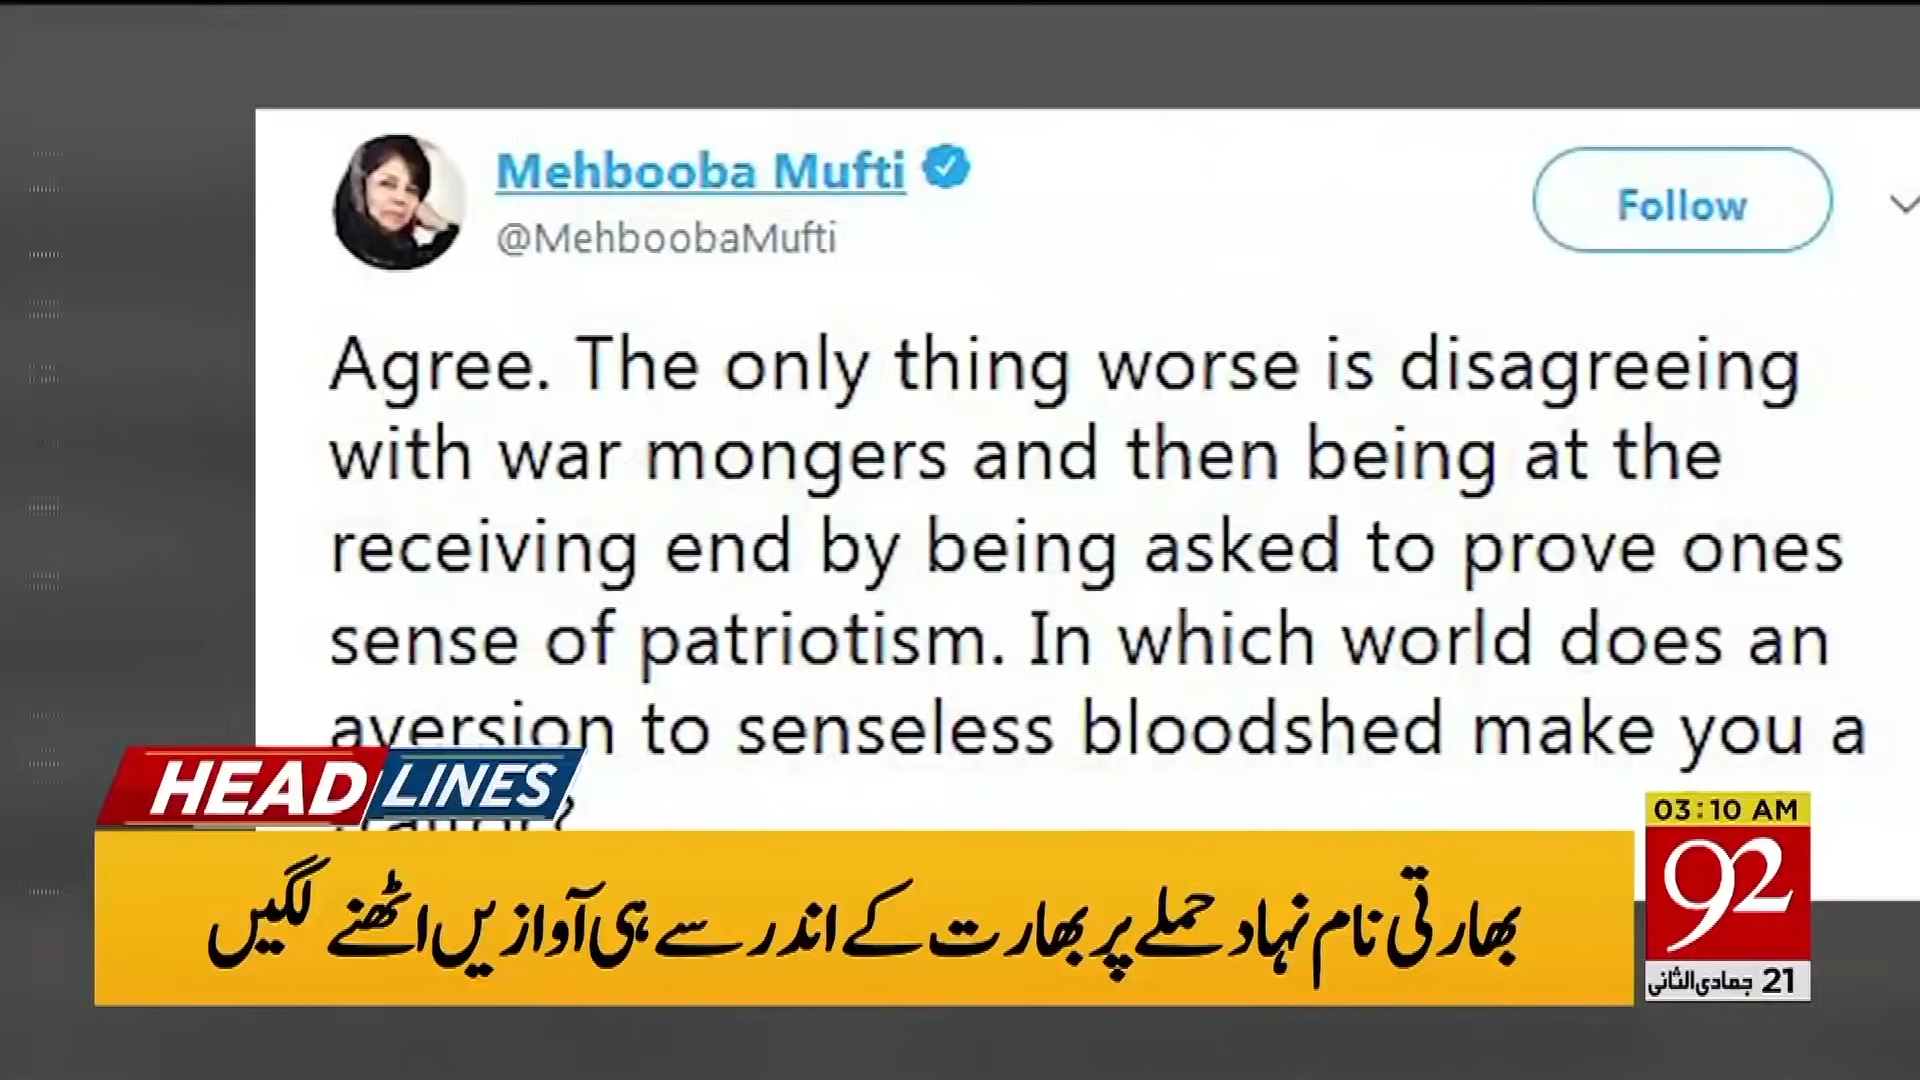 Mehbooba Mufti
@MehboobaMufti
Follow
Agree. The only thing worse is disagreeing
with war mongers and then being at the
receiving end by being asked to prove ones
sense of patriotism. In which world does an
aversion to senseless bloodshed make you a
HEADLINES
03:10 AM
92
بھارتی نام نہاد حملے پر بھارت کے اندر سے ہی آوازیں اٹھنے لگیں
21 جمادی الثانی